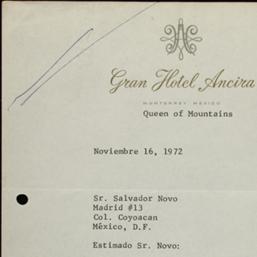 Gran Hotel Ancira
MONTERREY MEXICO
Queen of Mountains
Noviembre 16, 1972
Sr. Salvador Novo
Madrid #13
Col. Coyoacan
México, D.F.
Estimado Sr. Novo: